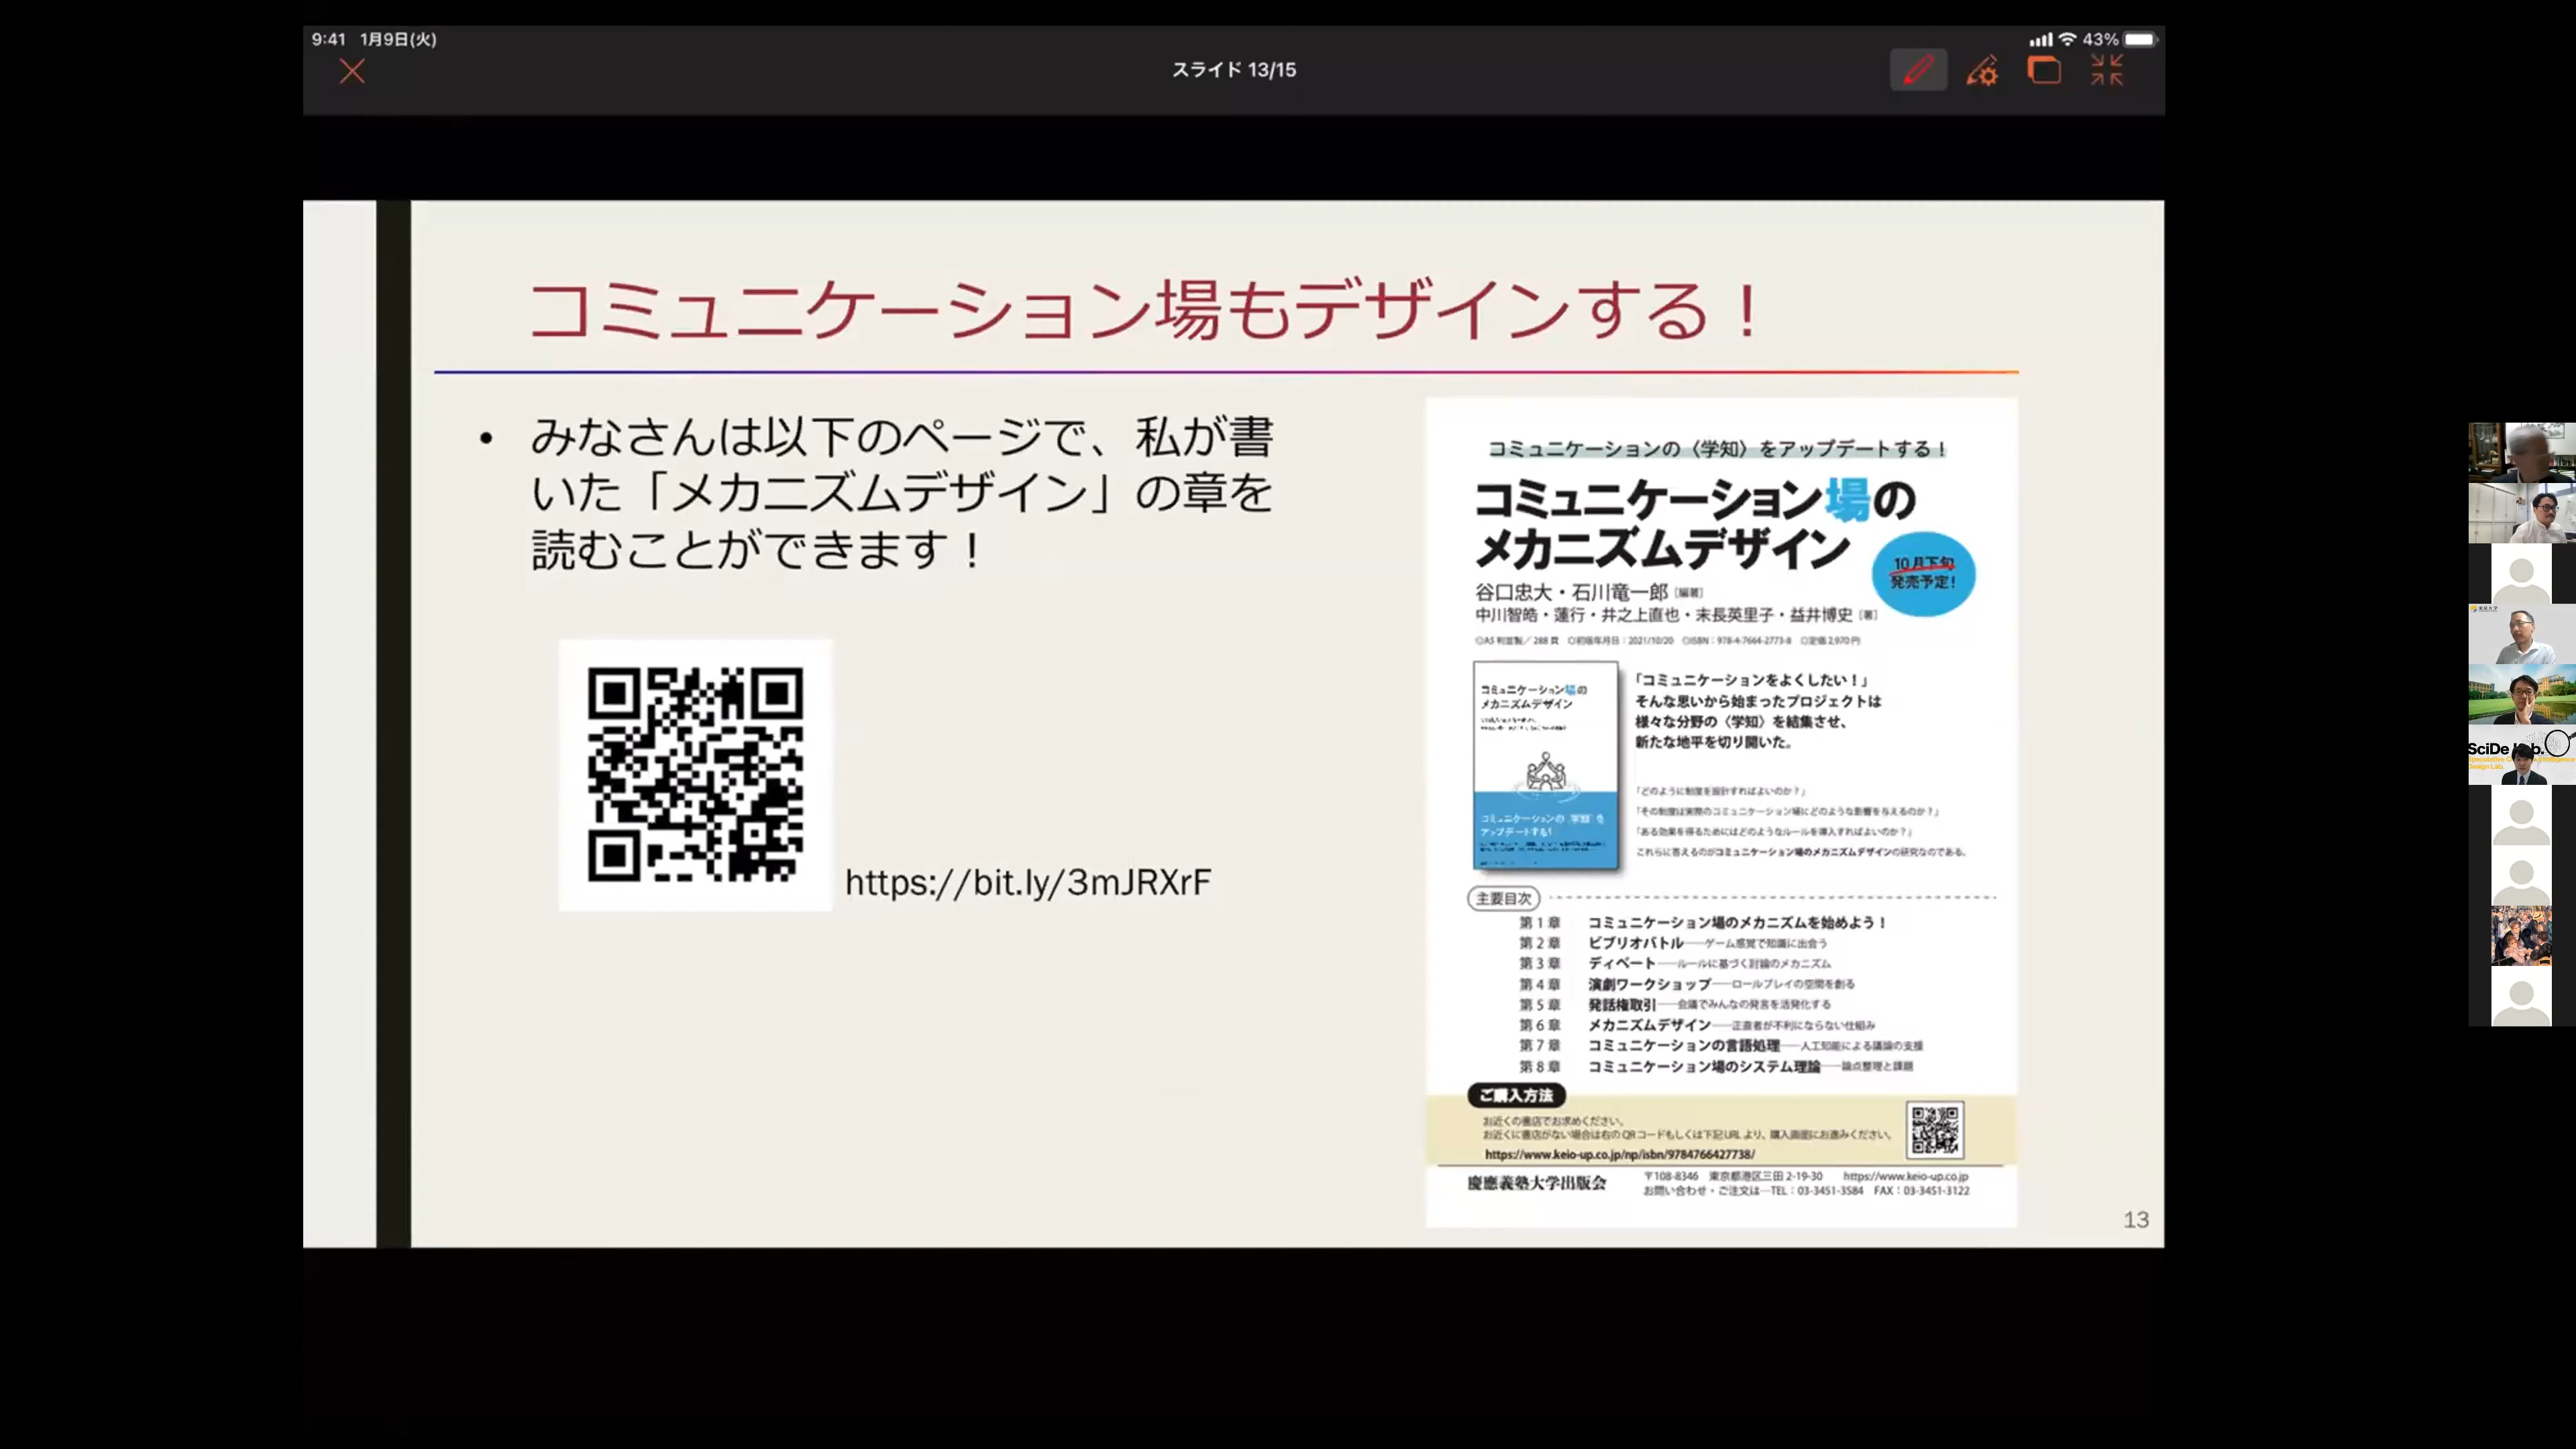 9:41 1月9日(火)
43%
スライド 13/15
コミュニケーション場もデザインする！
• みなさんは以下のページで、私が書
いた「メカニズムデザイン」の章を
読むことができます！
https://bit.ly/3mJRXrF
コミュニケーションの〈学知〉をアップデートする！
コミュニケーション場の
メカニズムデザイン
10月下旬
発売予定！
谷口忠大・石川竜一郎［編著］
中川智皓・蓮行・井之上直也・末長英里子・益井博史［著］
◎A5判並製／288頁 ◎初版年月日：2021/10/20 ◎ISBN：978-4-7664-2773-8 ◎定価2,970円
コミュニケーション場の
メカニズムデザイン
コミュニケーションの〈学知〉を
アップデートする！
「コミュニケーションをよくしたい！」
そんな思いから始まったプロジェクトは
様々な分野の〈学知〉を結集させ、
新たな地平を切り開いた。
「どのように制度を設計すればよいのか？」
「その制度は実際のコミュニケーション場にどのような影響を与えるのか？」
「ある効果を得るためにはどのようなルールを導入すればよいのか？」
これらに答えるのがコミュニケーション場のメカニズムデザインの研究なのである。
主要目次
第1章 コミュニケーション場のメカニズムを始めよう！
第2章 ビブリオバトル——ゲーム感覚で知識に出会う
第3章 ディベート——ルールに基づく討論のメカニズム
第4章 演劇ワークショップ——ロールプレイの空間を創る
第5章 発話権取引——会議でみんなの発言を活発化する
第6章 メカニズムデザイン——正直者が不利にならない仕組み
第7章 コミュニケーションの言語処理——人工知能による議論の支援
第8章 コミュニケーション場のシステム理論——論点整理と課題
ご購入方法
お近くの書店でお求めください。
お近くに書店がない場合は右のQRコードもしくは下記URLより、購入画面にお進みください。
https://www.keio-up.co.jp/np/isbn/9784766427738/
慶應義塾大学出版会
〒108-8346 東京都港区三田2-19-30 https://www.keio-up.co.jp
お問い合わせ・ご注文は—TEL：03-3451-3584 FAX：03-3451-3122
13
SciDe